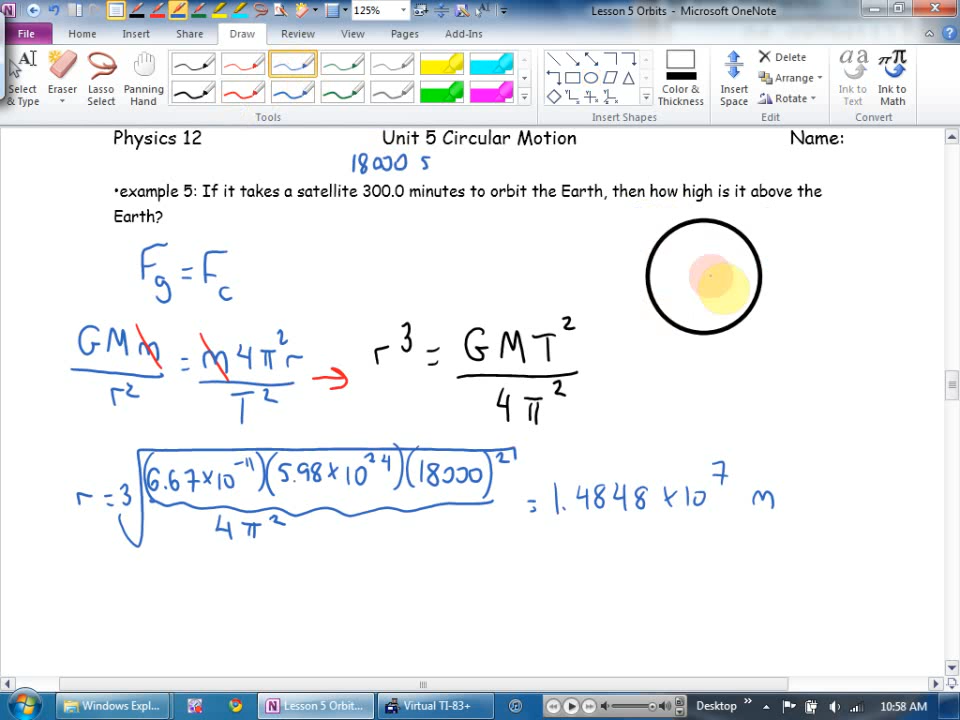 125%
Lesson 5 Orbits - Microsoft OneNote
File Home Insert Share Draw Review View Pages Add-Ins
Select & Type
Eraser
Lasso Select
Panning Hand
Color & Thickness
Insert Space
Delete
Arrange
Rotate
Ink to Text
Ink to Math
Tools
Insert Shapes
Edit
Convert
Physics 12 Unit 5 Circular Motion Name:
18000 s
•example 5: If it takes a satellite 300.0 minutes to orbit the Earth, then how high is it above the
Earth?
F_g = F_c
GMm/r² = m4π²r/T² → r³ = GMT²/4π²
r = ³√((6.67×10⁻¹¹)(5.98×10²⁴)(18000)²/4π²) = 1.4848 × 10⁷ m
Windows Expl... Lesson 5 Orbit... Virtual TI-83+ Desktop » 10:58 AM